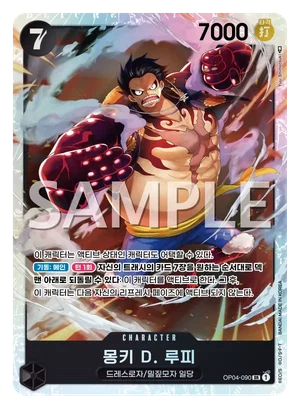 7
7000
타격
打
SAMPLE
이 캐릭터는 액티브 상태인 캐릭터도 어택할 수 있다.
기동: 메인 턴 1회 자신의 트래시의 카드 7장을 원하는 순서대로 덱
맨 아래로 되돌릴 수 있다: 이 캐릭터를 액티브로 한다. 그 후,
이 캐릭터는 다음 자신의 리프레시 페이즈에 액티브 되지 않는다.
CHARACTER
몽키 D. 루피
드레스로자/밀짚모자 일당
OP04-090 SR 1